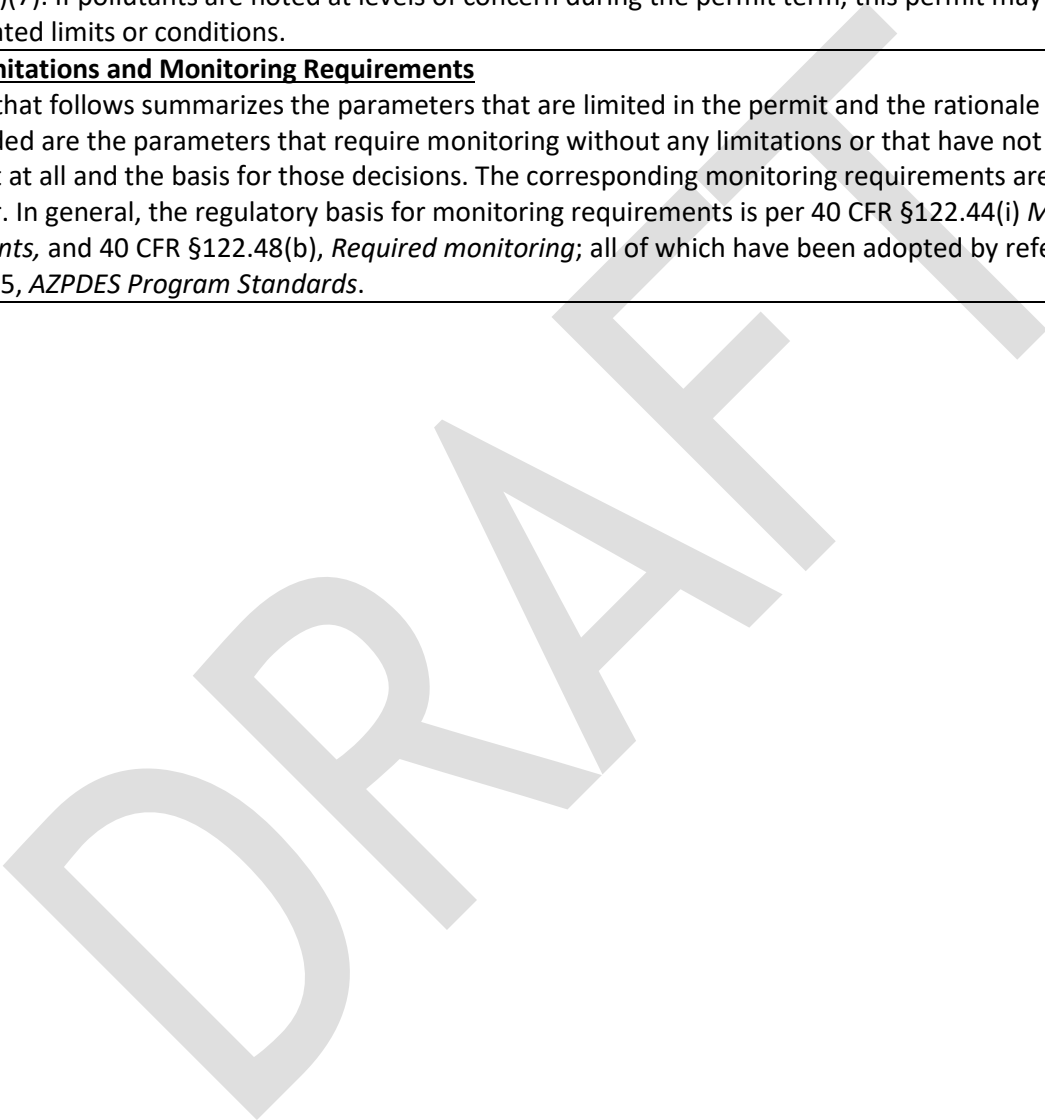 )(7). If pollutants are noted at levels of concern during the permit term, this permit may
ated limits or conditions.
nitations and Monitoring Requirements
that follows summarizes the parameters that are limited in the permit and the rationale
led are the parameters that require monitoring without any limitations or that have not
t at all and the basis for those decisions. The corresponding monitoring requirements are
r. In general, the regulatory basis for monitoring requirements is per 40 CFR §122.44(i) M
nts, and 40 CFR §122.48(b), Required monitoring; all of which have been adopted by refe
5, AZPDES Program Standards.
DRAFT